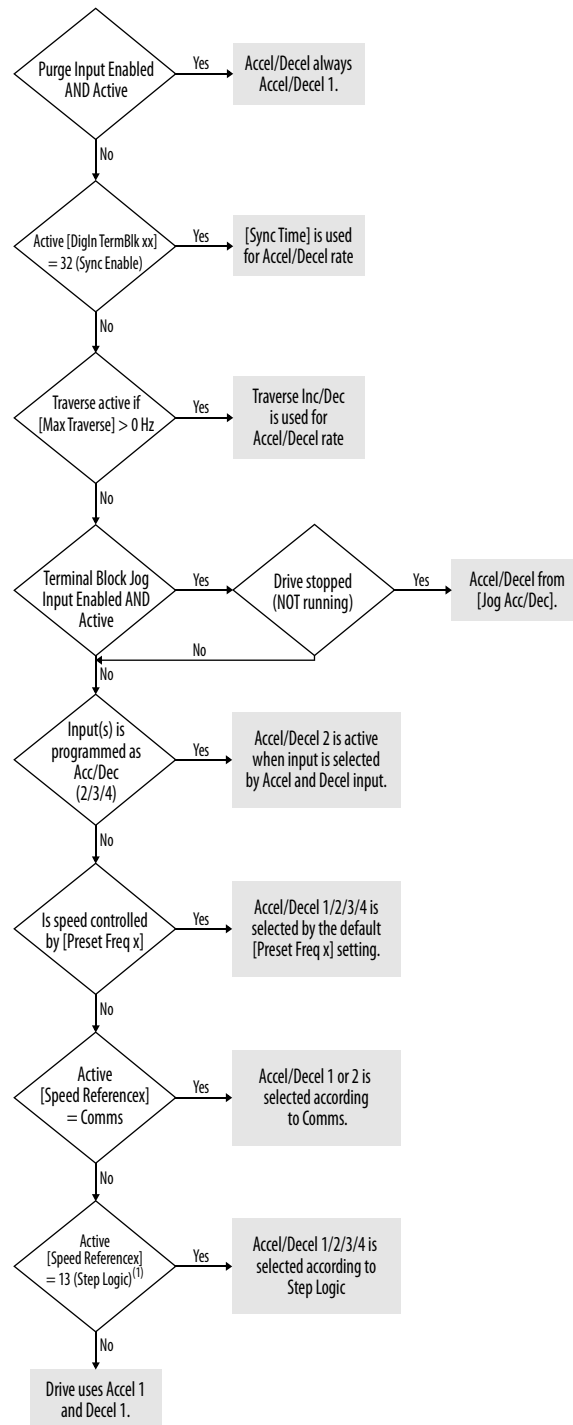 Purge Input Enabled
AND Active
Yes
Accel/Decel always
Accel/Decel 1.
No
Active [DigIn TermBlk xx]
= 32 (Sync Enable)
Yes
[Sync Time] is used
for Accel/Decel rate
No
Traverse active if
[Max Traverse] > 0 Hz
Yes
Traverse Inc/Dec
is used for
Accel/Decel rate
No
Terminal Block Jog
Input Enabled AND
Active
Yes
Drive stopped
(NOT running)
Yes
Accel/Decel from
[Jog Acc/Dec].
No
No
Input(s) is
programmed as
Acc/Dec
(2/3/4)
Yes
Accel/Decel 2 is active
when input is selected
by Accel and Decel input.
No
Is speed controlled
by [Preset Freq x]
Yes
Accel/Decel 1/2/3/4 is
selected by the default
[Preset Freq x] setting.
No
Active
[Speed Referencex]
= Comms
Yes
Accel/Decel 1 or 2 is
selected according
to Comms.
No
Active
[Speed Referencex]
= 13 (Step Logic)(1)
Yes
Accel/Decel 1/2/3/4 is
selected according to
Step Logic
No
Drive uses Accel 1
and Decel 1.